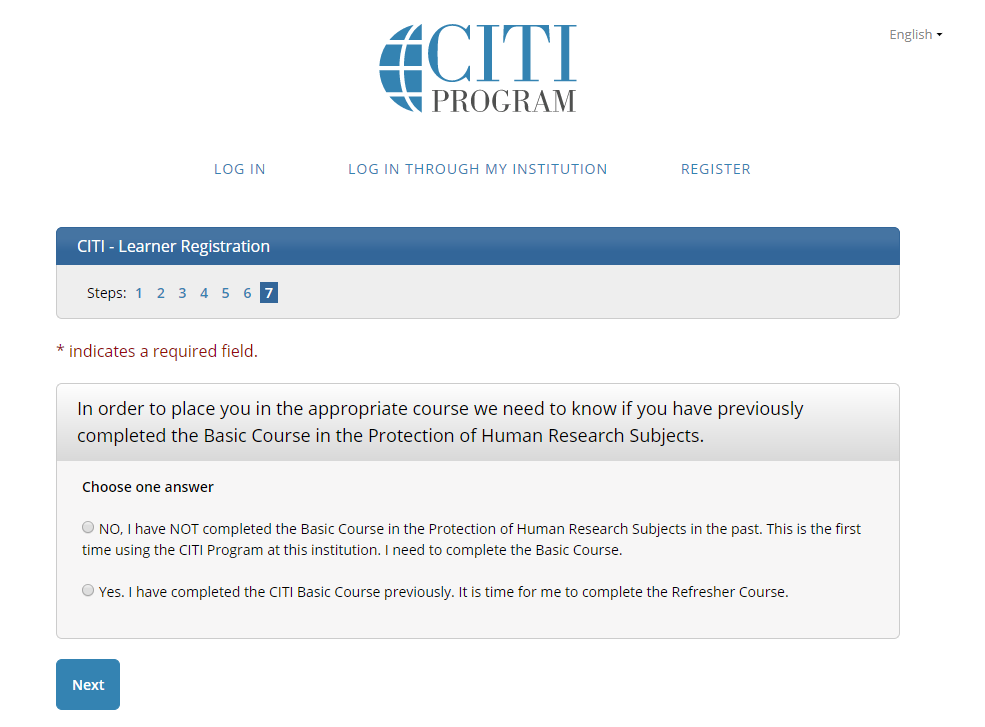 CITI
PROGRAM
English
LOG IN
LOG IN THROUGH MY INSTITUTION
REGISTER
CITI - Learner Registration
Steps: 1 2 3 4 5 6 7
* indicates a required field.
In order to place you in the appropriate course we need to know if you have previously
completed the Basic Course in the Protection of Human Research Subjects.
Choose one answer
NO, I have NOT completed the Basic Course in the Protection of Human Research Subjects in the past. This is the first
time using the CITI Program at this institution. I need to complete the Basic Course.
Yes. I have completed the CITI Basic Course previously. It is time for me to complete the Refresher Course.
Next